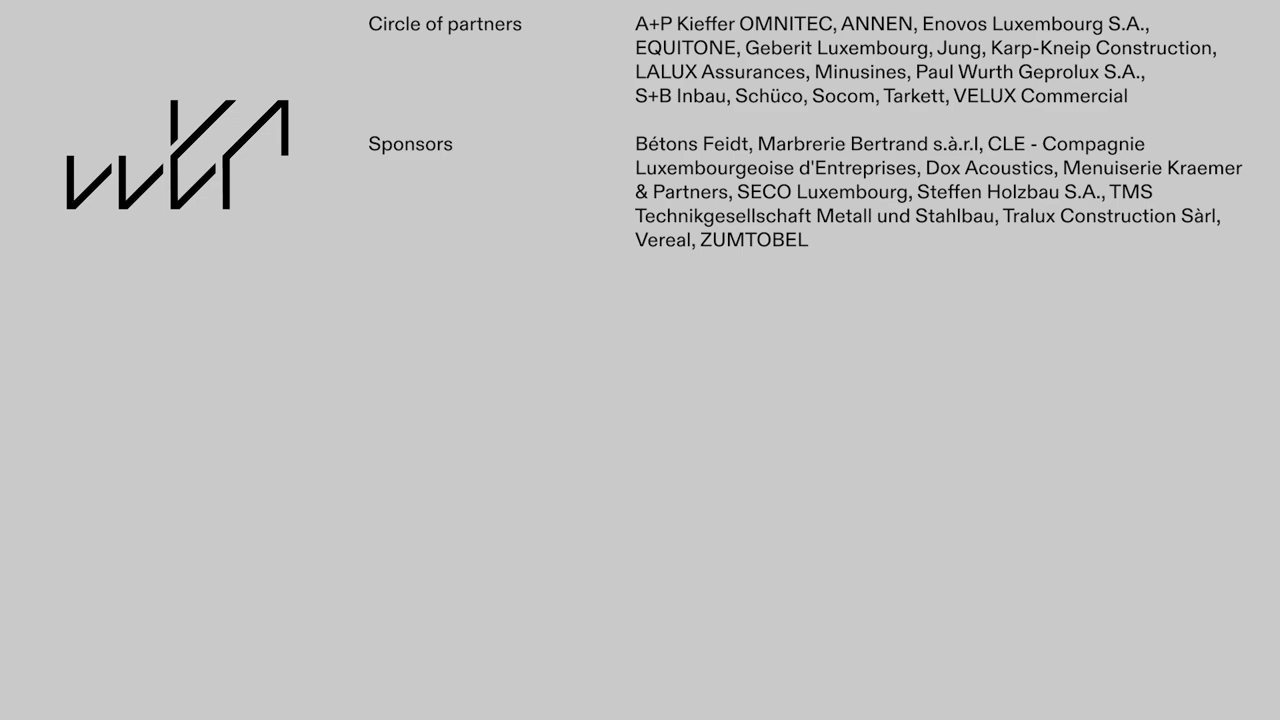 Circle of partners
A+P Kieffer OMNITEC, ANNEN, Enovos Luxembourg S.A.,
EQUITONE, Geberit Luxembourg, Jung, Karp-Kneip Construction,
LALUX Assurances, Minusines, Paul Wurth Geprolux S.A.,
S+B Inbau, Schüco, Socom, Tarkett, VELUX Commercial
Sponsors
Bétons Feidt, Marbrerie Bertrand s.à.r.l, CLE - Compagnie
Luxembourgeoise d'Entreprises, Dox Acoustics, Menuiserie Kraemer
& Partners, SECO Luxembourg, Steffen Holzbau S.A., TMS
Technikgesellschaft Metall und Stahlbau, Tralux Construction Sàrl,
Vereal, ZUMTOBEL